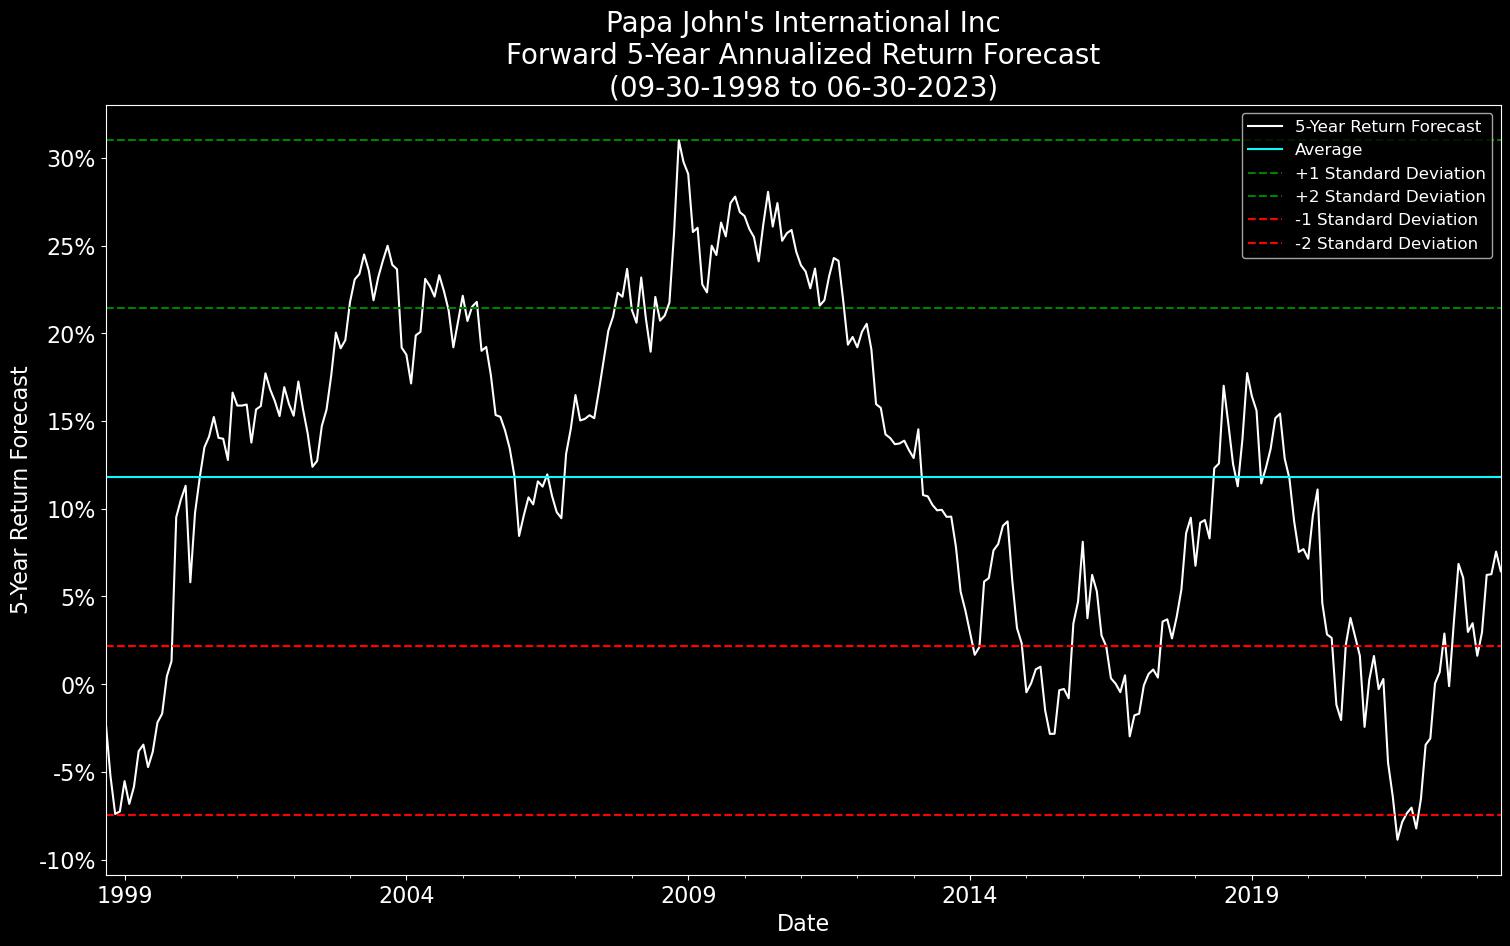 Papa John's International Inc
Forward 5-Year Annualized Return Forecast
(09-30-1998 to 06-30-2023)
5-Year Return Forecast
Average
+1 Standard Deviation
+2 Standard Deviation
-1 Standard Deviation
-2 Standard Deviation
30%
25%
20%
15%
10%
5%
0%
-5%
-10%
5-Year Return Forecast
1999 2004 2009 2014 2019
Date